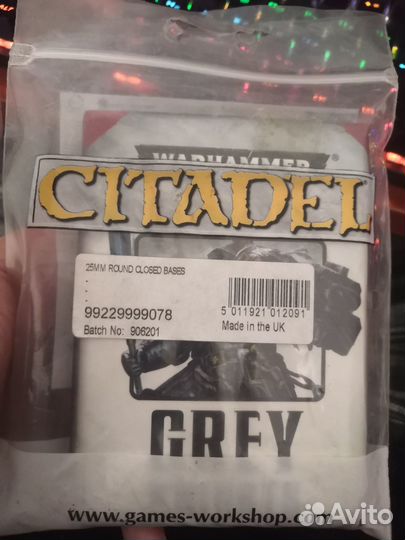 WARHAMMER
CITADEL
25MM ROUND CLOSED BASES
-
-
-
99229999078
Batch No: 906201
5 011921 012091
Made in the UK
GREY
www.games-workshop.com
Avito